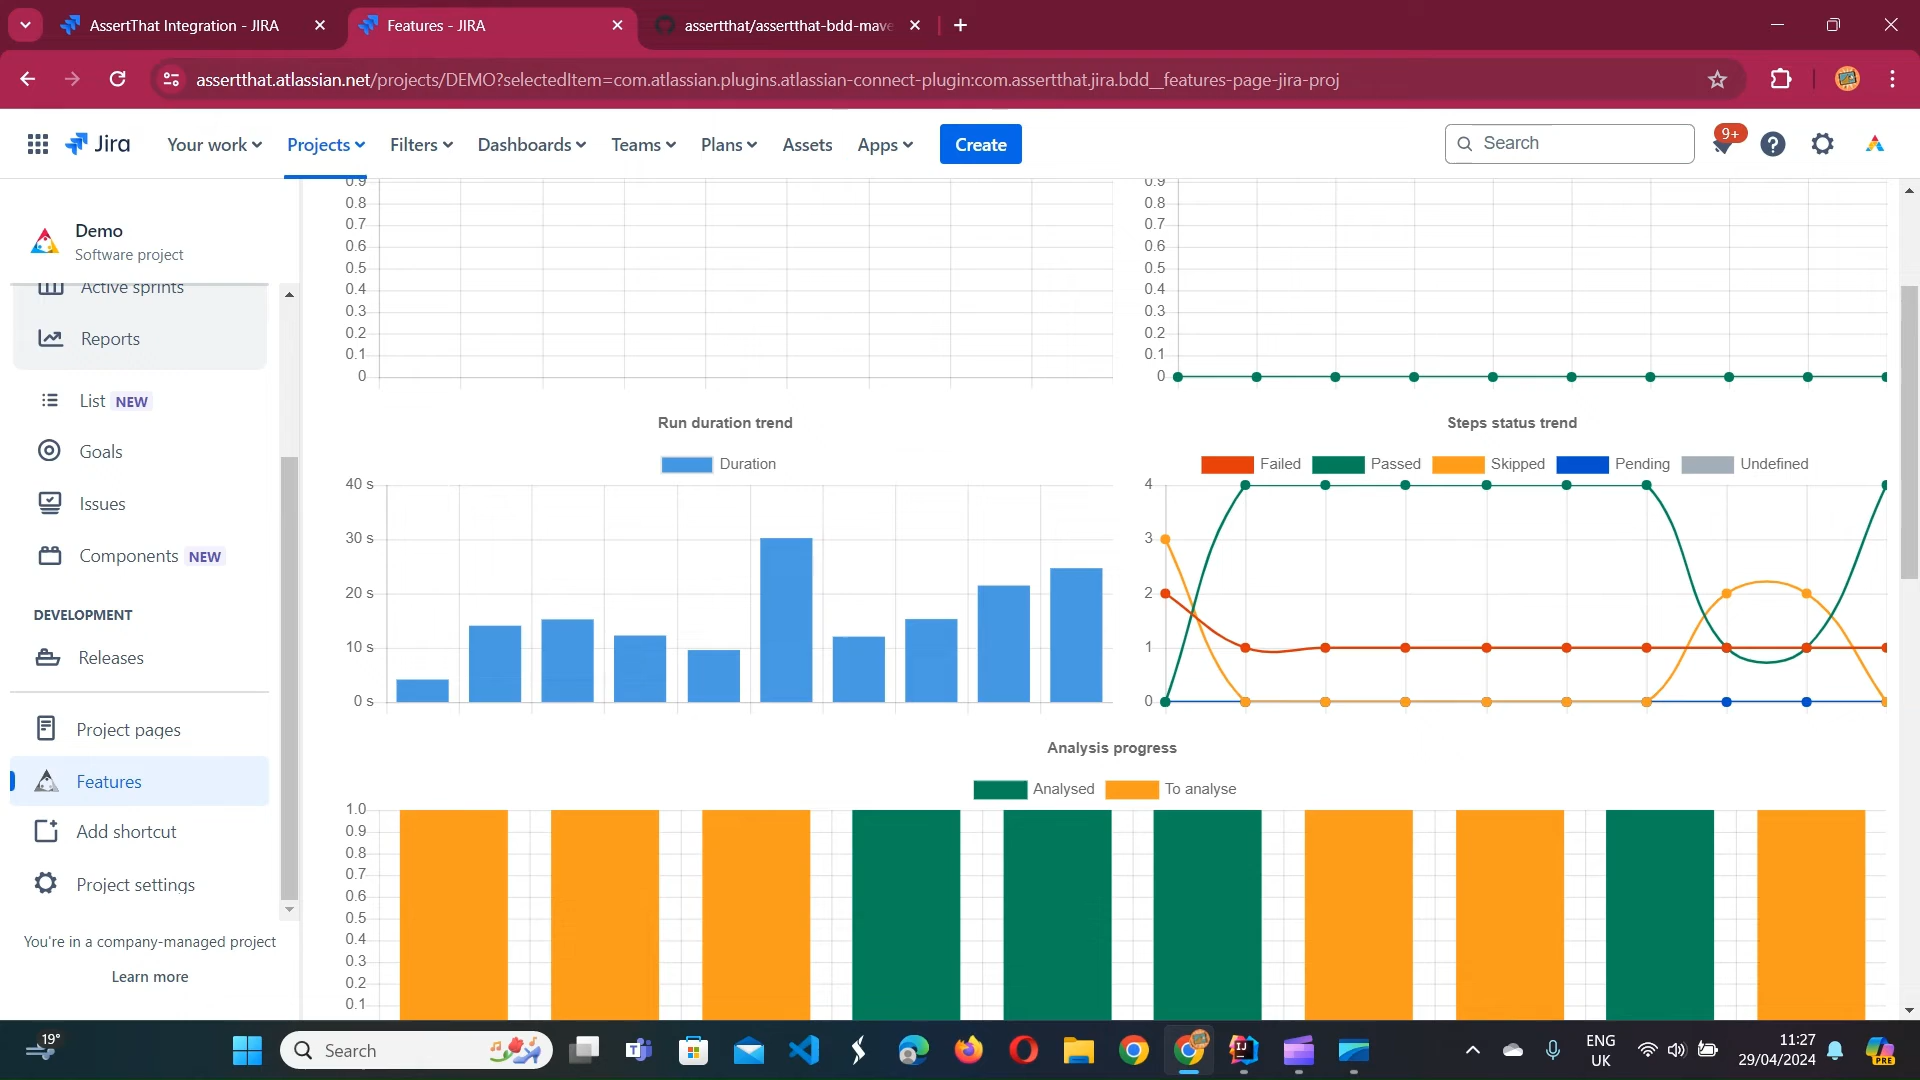 AssertThat Integration - JIRA
Features - JIRA
assertthat/assertthat-bdd-mave
assertthat.atlassian.net/projects/DEMO?selectedItem=com.atlassian.plugins.atlassian-connect-plugin:com.assertthat.jira.bdd__features-page-jira-proj
Jira
Your work
Projects
Filters
Dashboards
Teams
Plans
Assets
Apps
Create
Search
9+
Demo
Software project
Active sprints
Reports
List NEW
Goals
Issues
Components NEW
DEVELOPMENT
Releases
Project pages
Features
Add shortcut
Project settings
You're in a company-managed project
Learn more
0.9
0.8
0.7
0.6
0.5
0.4
0.3
0.2
0.1
0
0.9
0.8
0.7
0.6
0.5
0.4
0.3
0.2
0.1
0
Run duration trend
Duration
40 s
30 s
20 s
10 s
0 s
Steps status trend
Failed Passed Skipped Pending Undefined
4
3
2
1
0
Analysis progress
Analysed To analyse
1.0
0.9
0.8
0.7
0.6
0.5
0.4
0.3
0.2
0.1
19°
Search
ENG
UK
11:27
29/04/2024
PRE